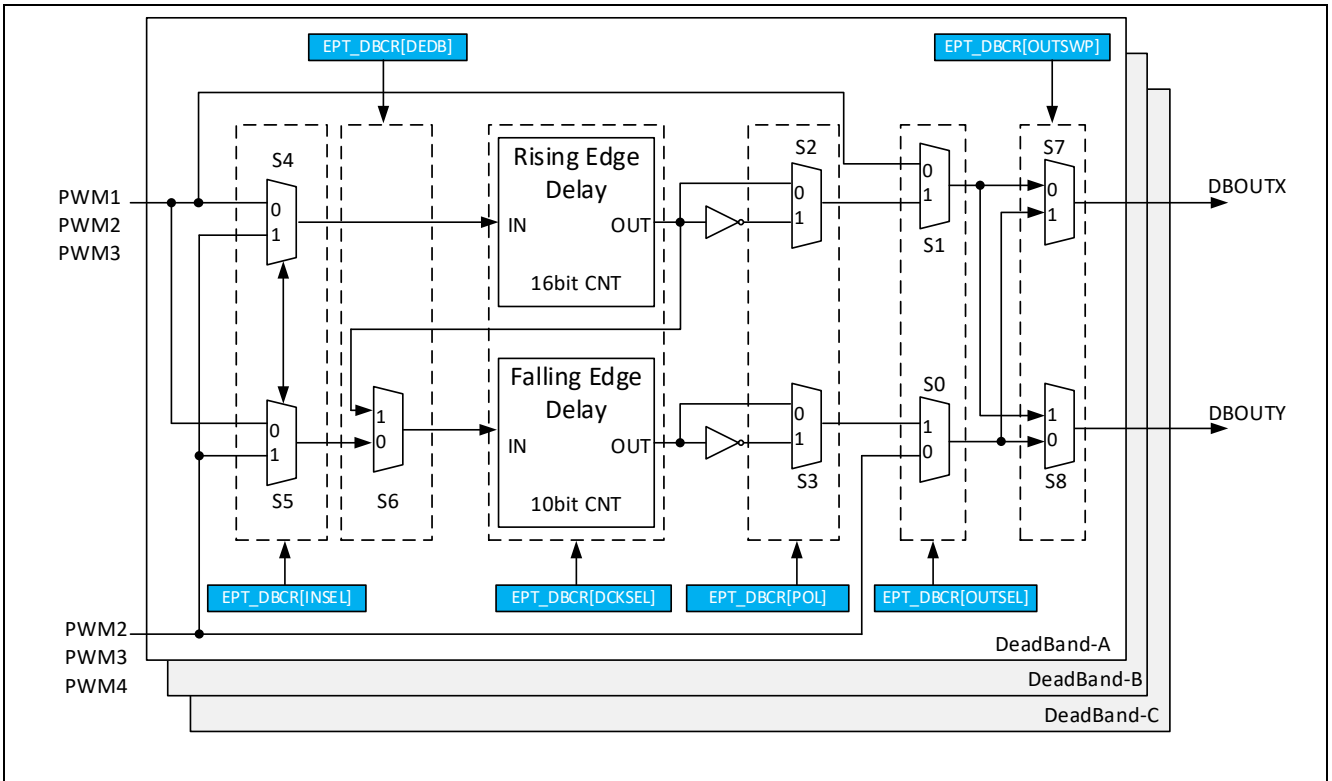 EPT_DBCR[DEDB]
EPT_DBCR[OUTSWP]
S4
0
1
Rising Edge
Delay
IN
OUT
16bit CNT
S2
0
1
0
1
S1
S7
0
1
DBOUTX
PWM1
PWM2
PWM3
0
1
S5
1
0
S6
Falling Edge
Delay
IN
OUT
10bit CNT
0
1
S3
S0
1
0
1
0
S8
DBOUTY
EPT_DBCR[INSEL]
EPT_DBCR[DCKSEL]
EPT_DBCR[POL]
EPT_DBCR[OUTSEL]
PWM2
PWM3
PWM4
DeadBand-A
DeadBand-B
DeadBand-C